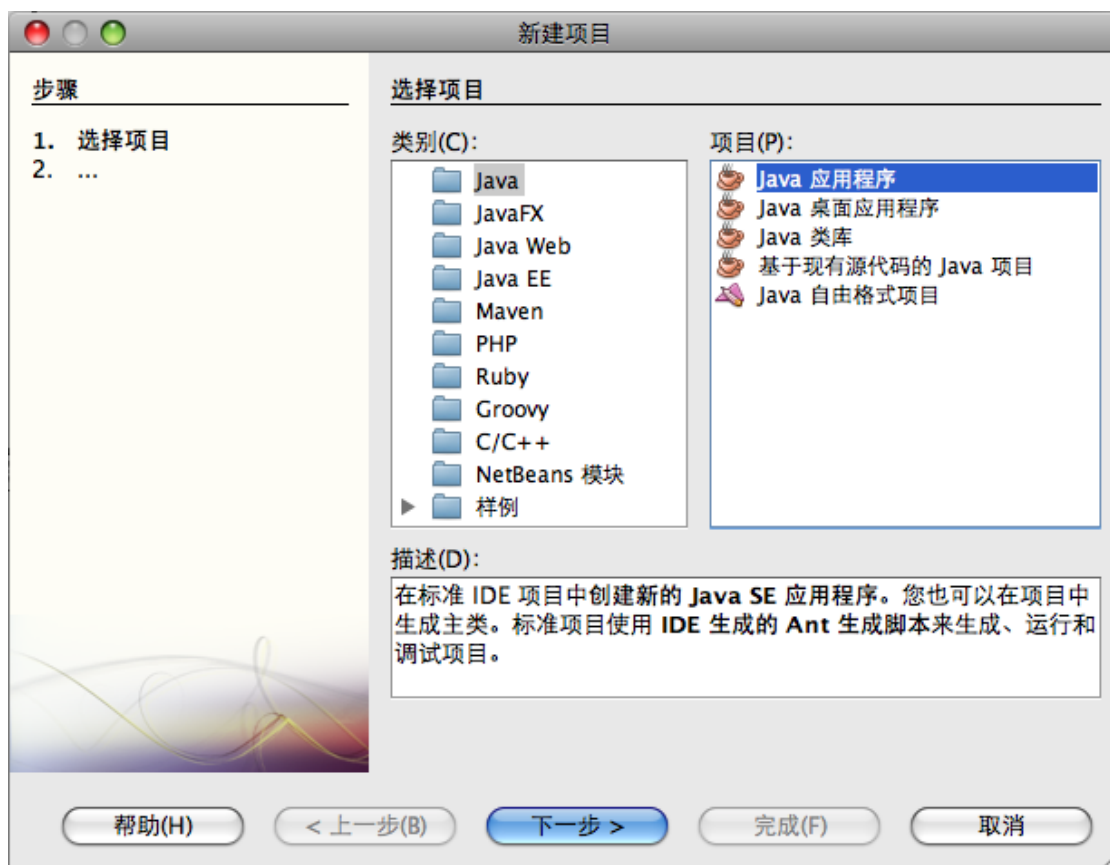 新建项目
步骤
1. 选择项目
2. ...
选择项目
类别(C):
Java
JavaFX
Java Web
Java EE
Maven
PHP
Ruby
Groovy
C/C++
NetBeans 模块
样例
项目(P):
Java 应用程序
Java 桌面应用程序
Java 类库
基于现有源代码的 Java 项目
Java 自由格式项目
描述(D):
在标准 IDE 项目中创建新的 Java SE 应用程序。您也可以在项目中
生成主类。标准项目使用 IDE 生成的 Ant 生成脚本来生成、运行和
调试项目。
帮助(H)
< 上一步(B)
下一步 >
完成(F)
取消